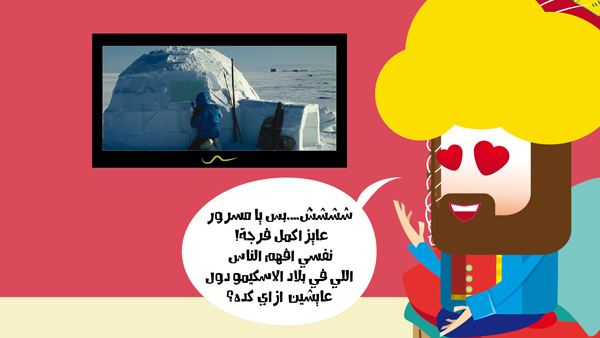 شششش....بس يا مسرور
عايز اكمل فرجة!
نفسي افهم الناس
اللي في بلاد الاسكيمو دول
عايشين ازاي كده؟